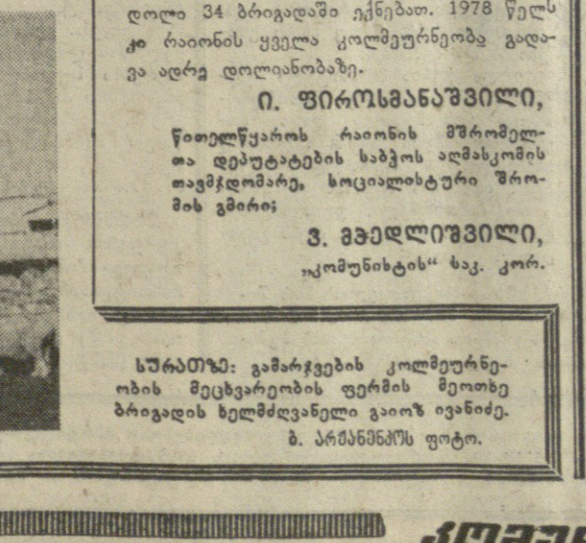 დოლი 34 ბრიგადაში ექნებათ. 1978 წელს
კი რაიონის ყველა კოლმეურნეობა გადა-
ვა ადრე დოლიანობაზე.
ი. ფიროსმანაშვილი,
წითელწყაროს რაიონის მშრომელ-
თა დეპუტატების საბჭოს აღმასკომის
თავმჯდომარე, სოციალისტური შრო-
მის გმირი;
ვ. მჭედლიშვილი,
„კომუნისტის“ საკ. კორ.
სურათზე: გამარჯვების კოლმეურნე-
ობის მეცხვარეობის ფერმის მეოთხე
ბრიგადის ხელმძღვანელი გაიოზ ივანიძე.
ბ. არჟანენკოს ფოტო.